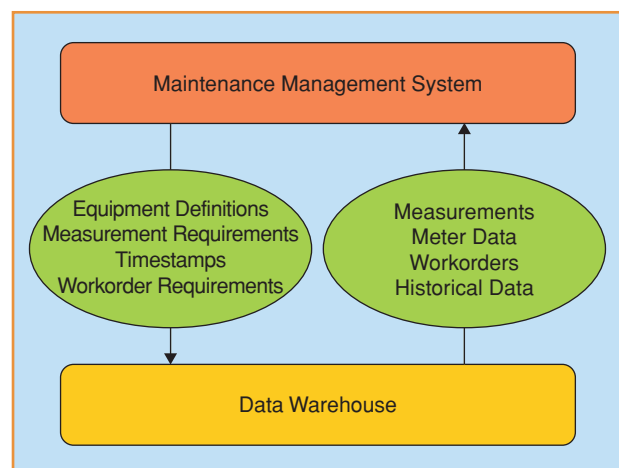 Maintenance Management System
Equipment Definitions
Measurement Requirements
Timestamps
Workorder Requirements
Measurements
Meter Data
Workorders
Historical Data
Data Warehouse